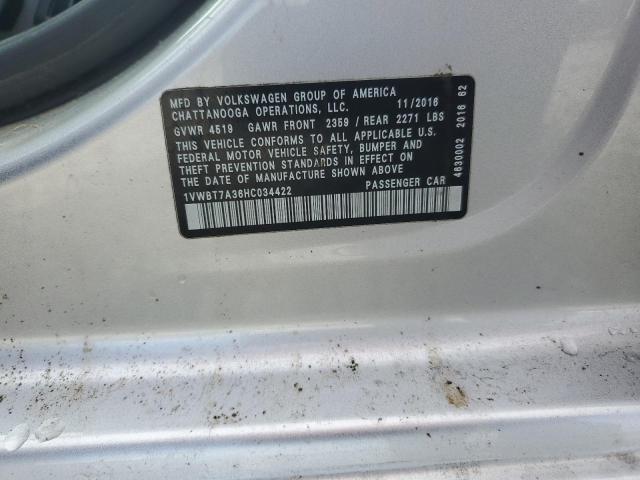 MFD BY VOLKSWAGEN GROUP OF AMERICA
CHATTANOOGA OPERATIONS, LLC. 11/2016
GVWR 4519 GAWR FRONT 2359 / REAR 2271 LBS
THIS VEHICLE CONFORMS TO ALL APPLICABLE U.S.
FEDERAL MOTOR VEHICLE SAFETY, BUMPER AND
THEFT PREVENTION STANDARDS IN EFFECT ON
THE DATE OF MANUFACTURE SHOWN ABOVE
1VWBT7A36HC034422 PASSENGER CAR
4630002 2016 62